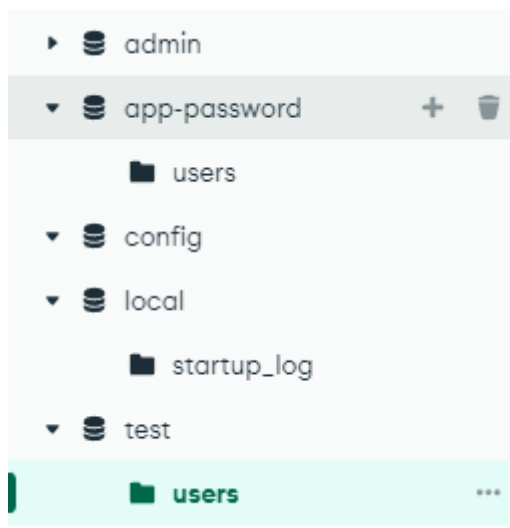 admin
app-password
users
config
local
startup_log
test
users